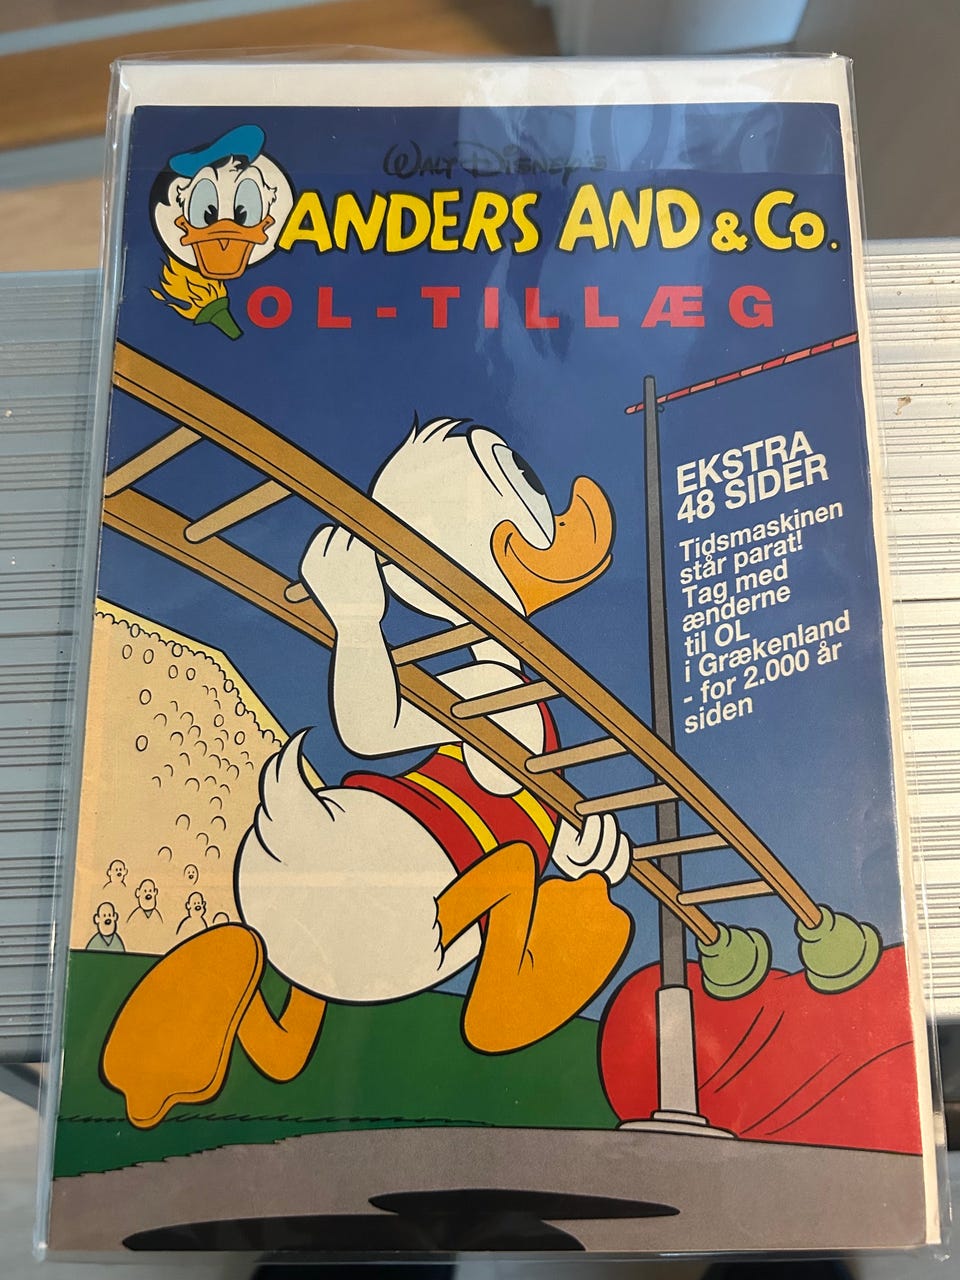 WALT DISNEY'S
ANDERS AND & CO.
OL-TILLÆG
EKSTRA
48 SIDER
Tidsmaskinen
står parat!
Tag med
ænderne
til OL
i Grækenland
- for 2.000 år
siden